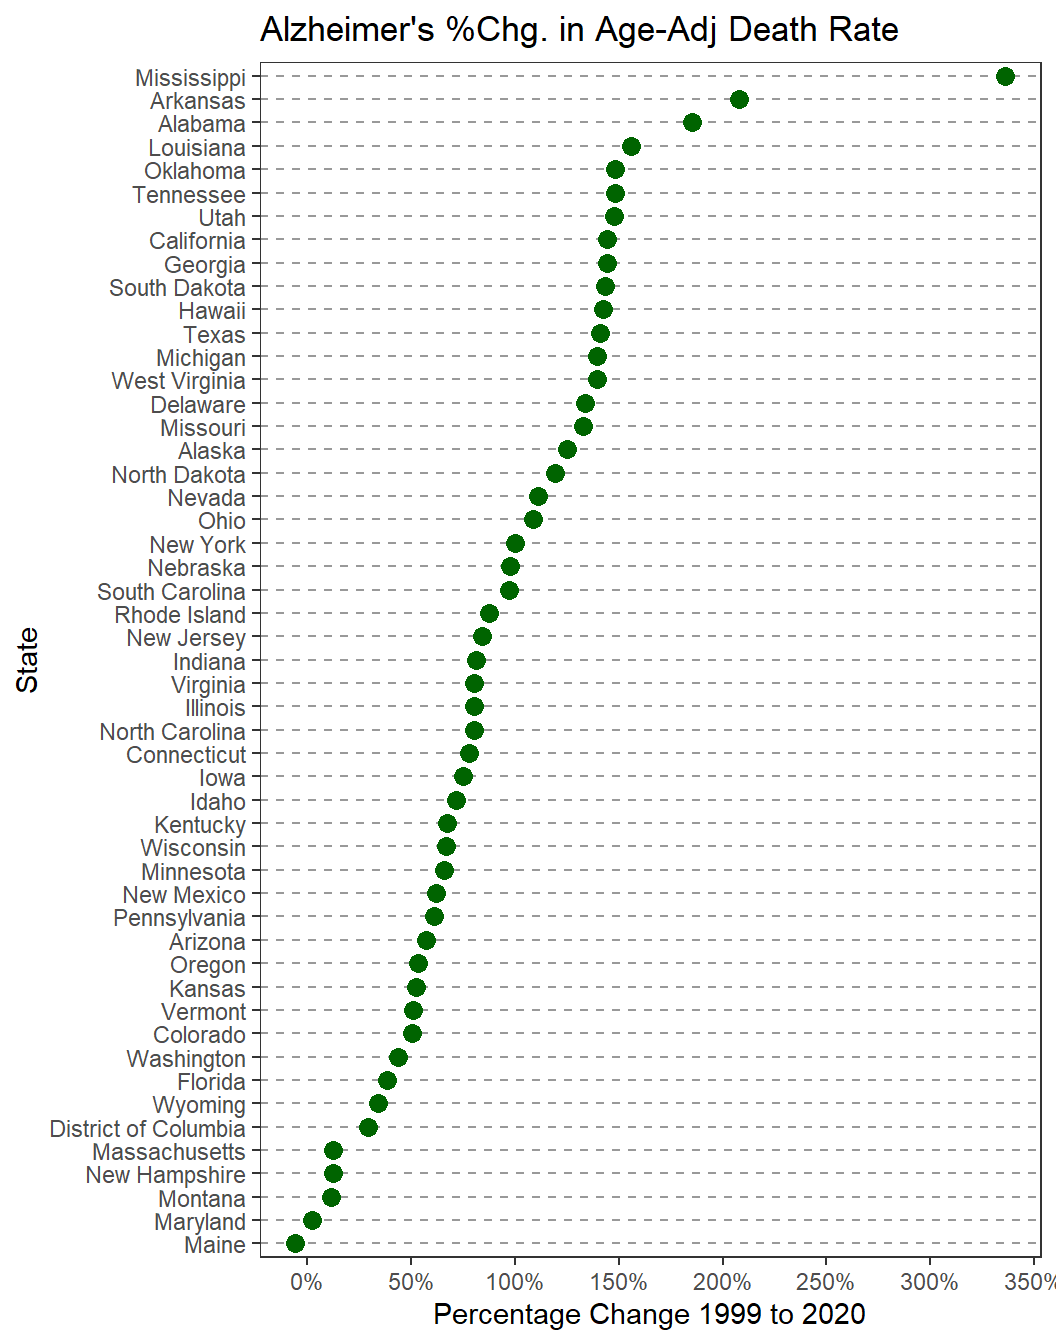 Alzheimer's %Chg. in Age-Adj Death Rate
State
Mississippi
Arkansas
Alabama
Louisiana
Oklahoma
Tennessee
Utah
California
Georgia
South Dakota
Hawaii
Texas
Michigan
West Virginia
Delaware
Missouri
Alaska
North Dakota
Nevada
Ohio
New York
Nebraska
South Carolina
Rhode Island
New Jersey
Indiana
Virginia
Illinois
North Carolina
Connecticut
Iowa
Idaho
Kentucky
Wisconsin
Minnesota
New Mexico
Pennsylvania
Arizona
Oregon
Kansas
Vermont
Colorado
Washington
Florida
Wyoming
District of Columbia
Massachusetts
New Hampshire
Montana
Maryland
Maine
0% 50% 100% 150% 200% 250% 300% 350%
Percentage Change 1999 to 2020